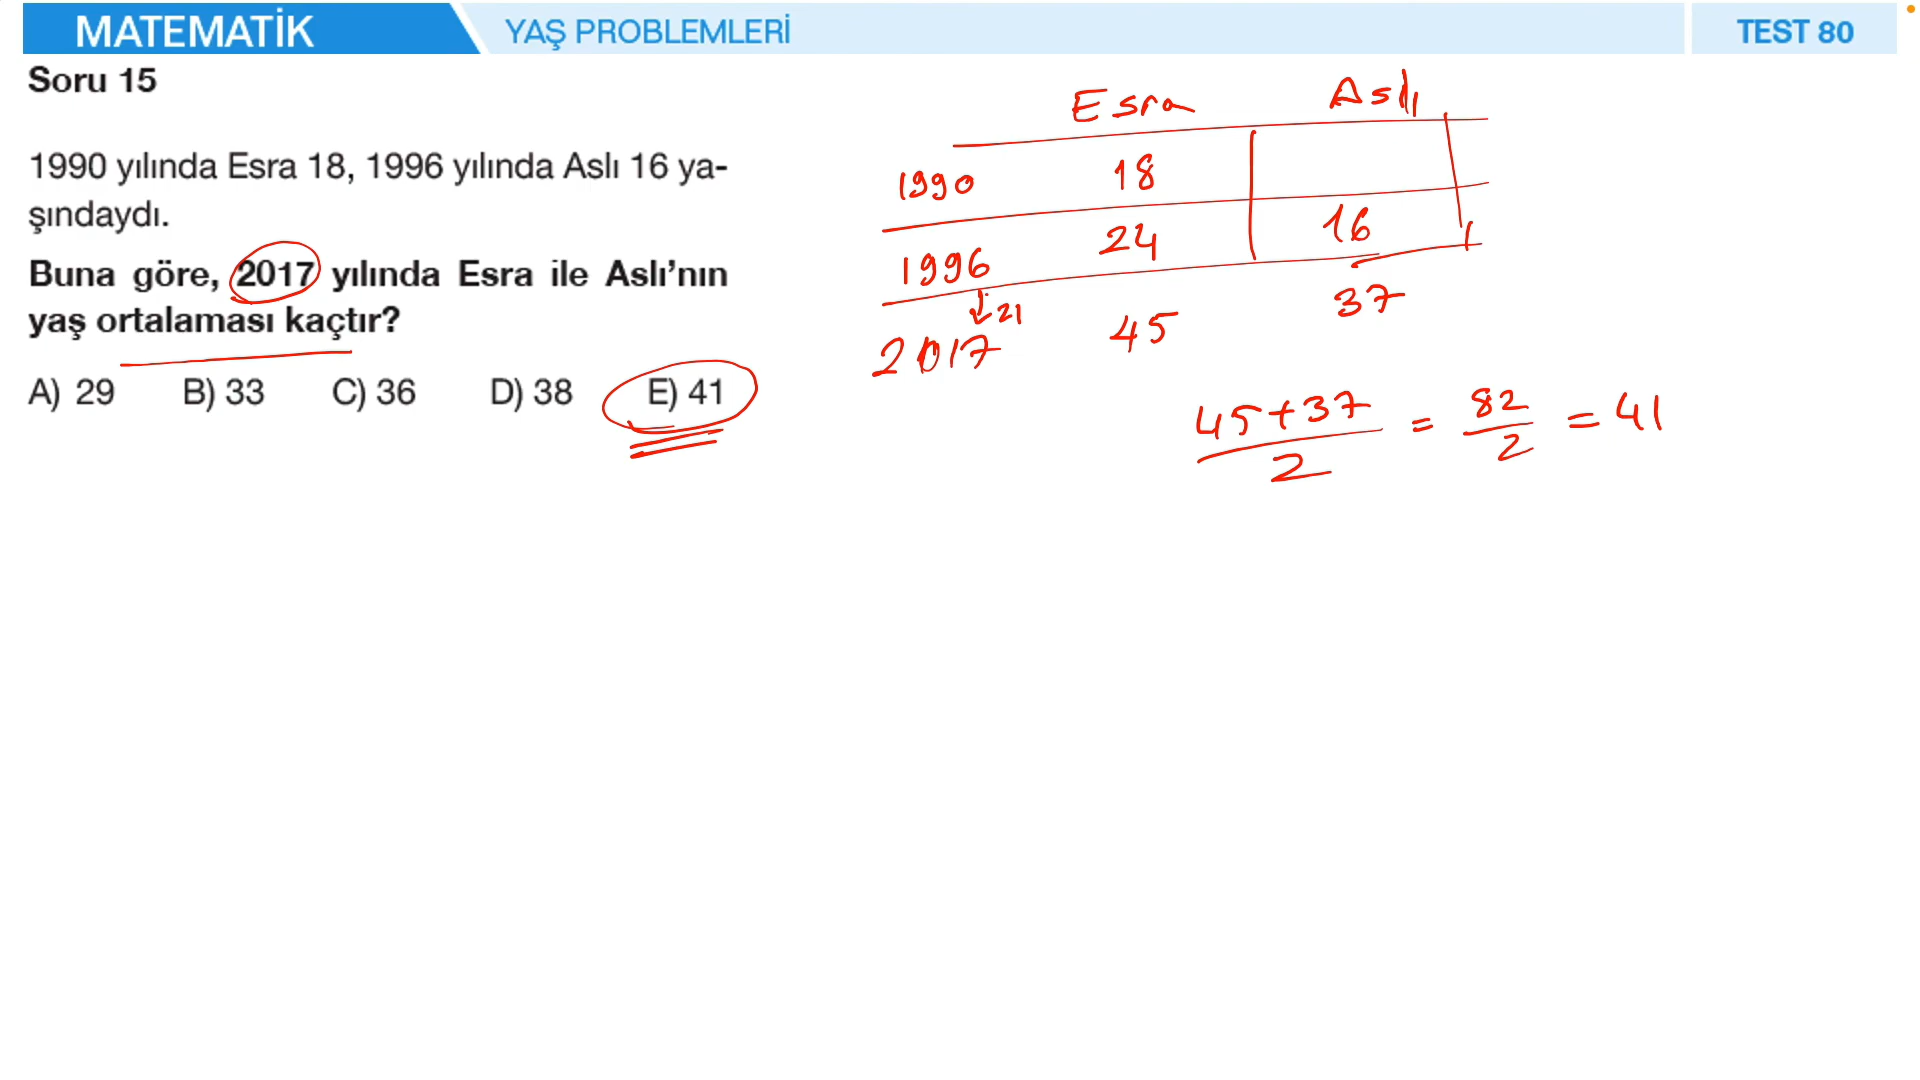 MATEMATİK YAŞ PROBLEMLERİ TEST 80
Soru 15
1990 yılında Esra 18, 1996 yılında Aslı 16 ya-
şındaydı.
Buna göre, 2017 yılında Esra ile Aslı'nın
yaş ortalaması kaçtır?
A) 29 B) 33 C) 36 D) 38 E) 41
Esra Aslı
1990 18
1996 24 16
21
2017 45 37
45+37/2 = 82/2 = 41